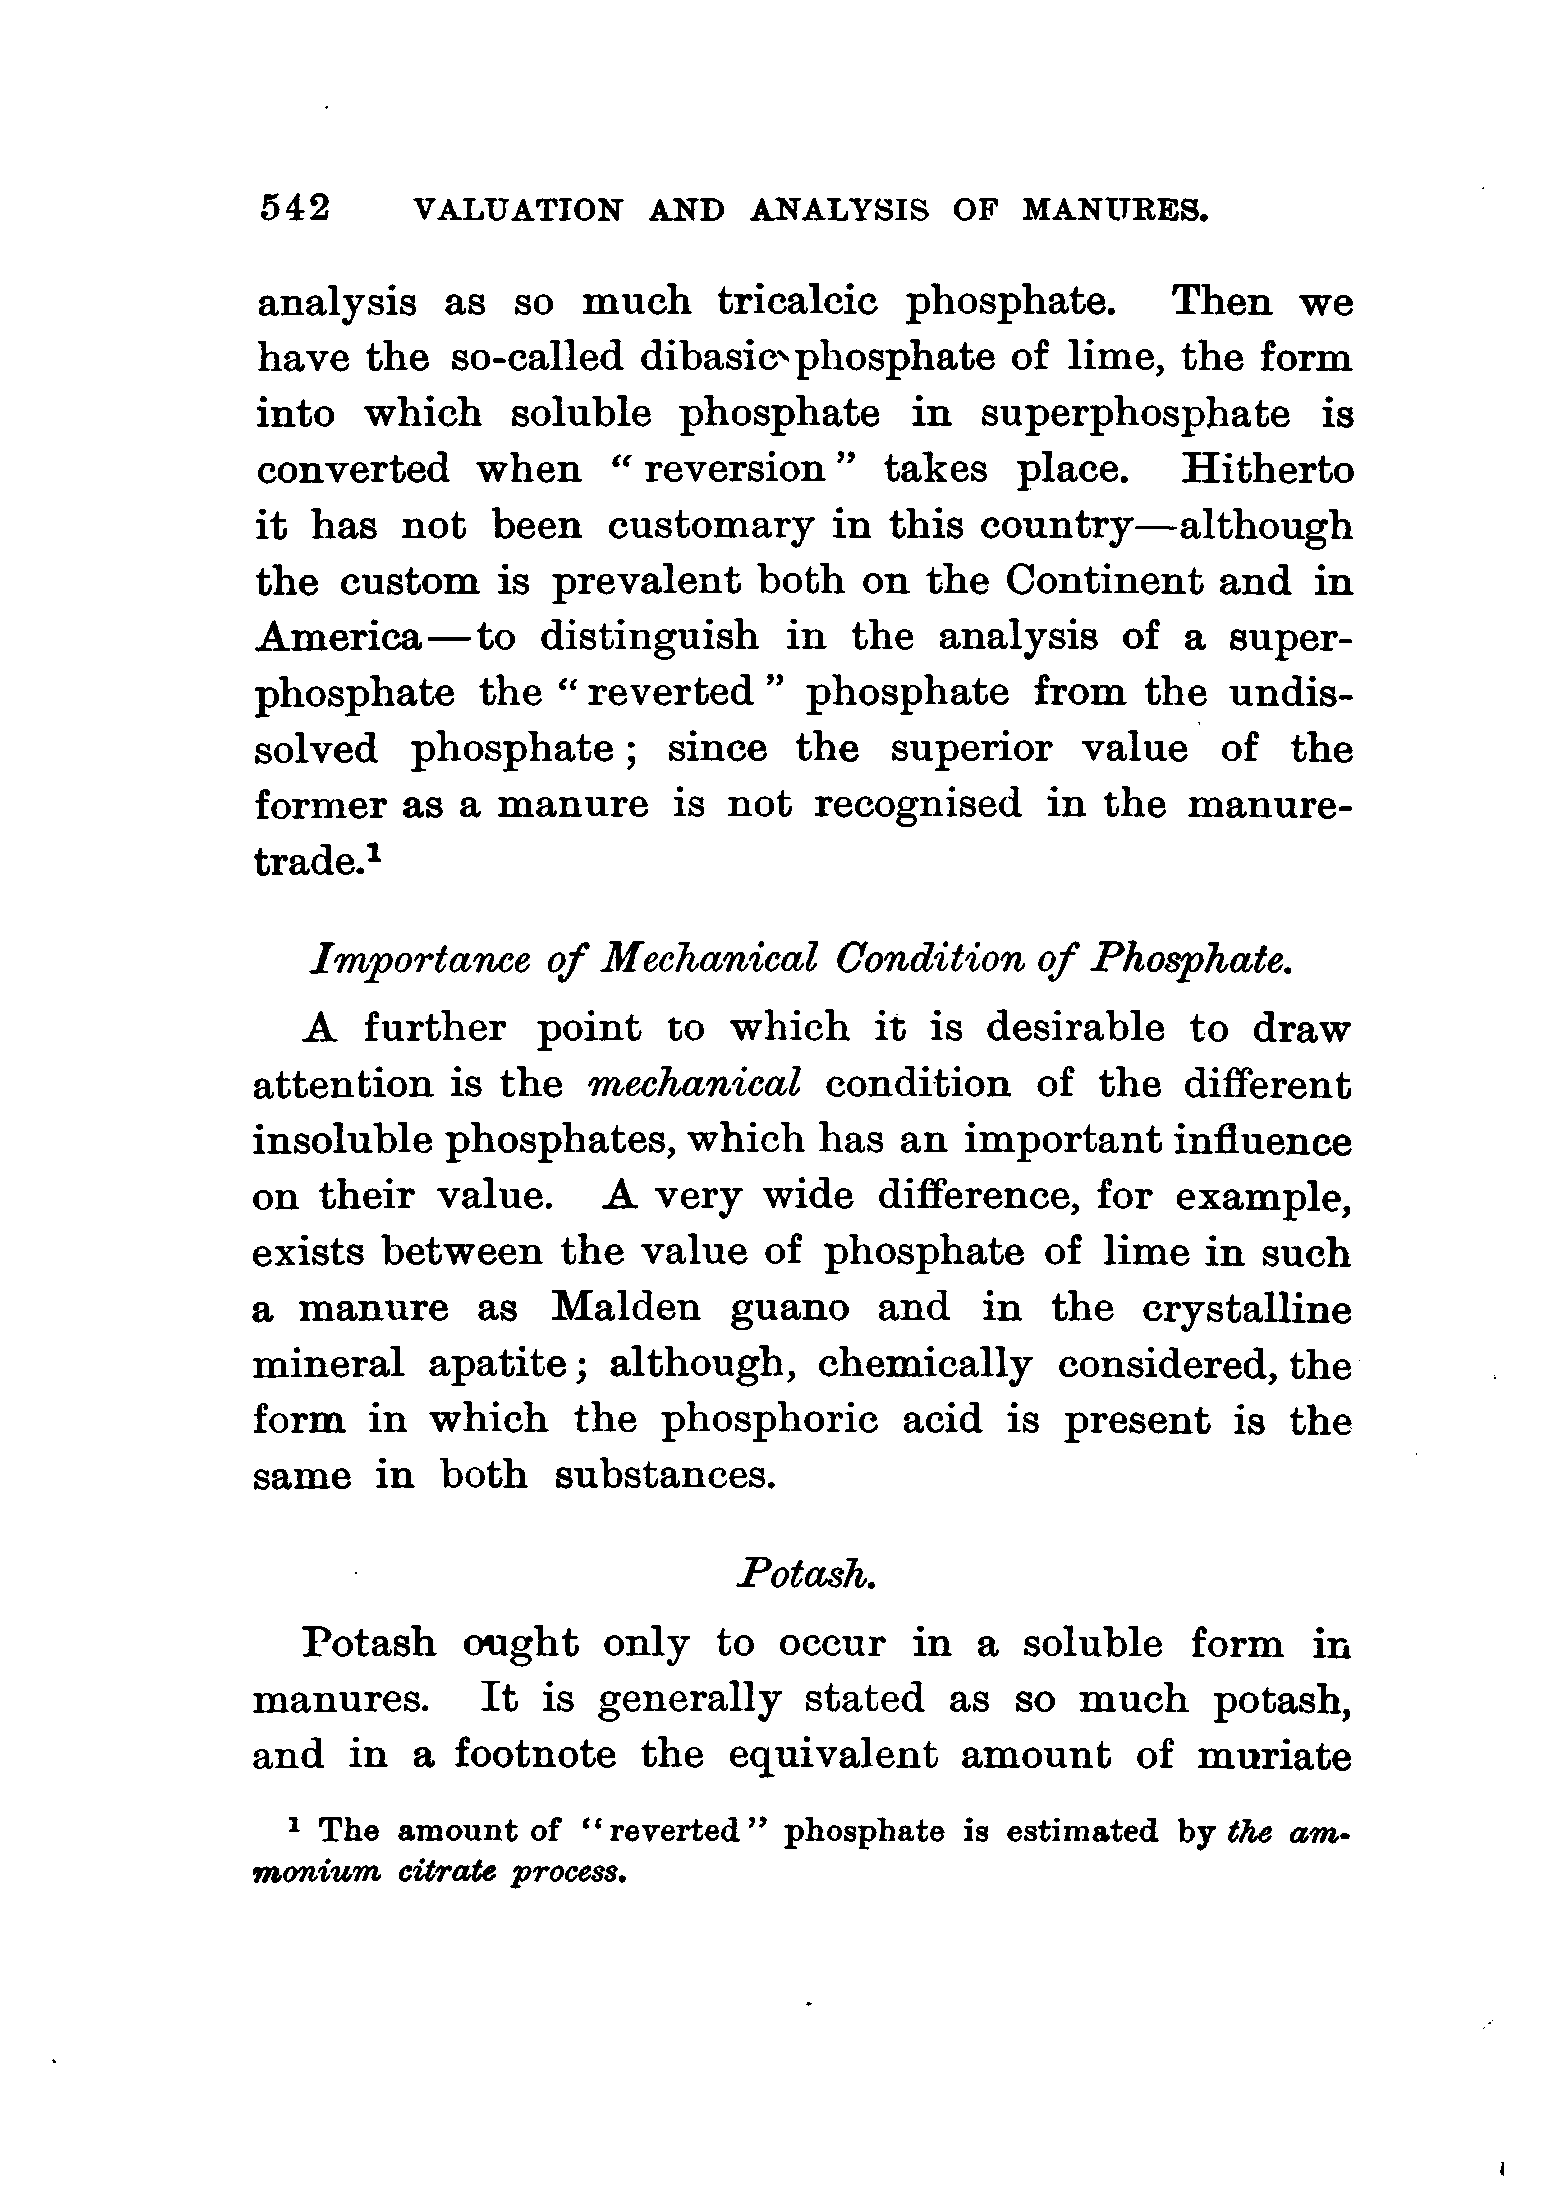 542 VALUATION AND ANALYSIS OF MANURES.
analysis as so much tricalcic phosphate. Then we
have the so-called dibasic phosphate of lime, the form
into which soluble phosphate in superphosphate is
converted when “reversion” takes place. Hitherto
it has not been customary in this country—although
the custom is prevalent both on the Continent and in
America—to distinguish in the analysis of a super-
phosphate the “reverted” phosphate from the undis-
solved phosphate; since the superior value of the
former as a manure is not recognised in the manure-
trade.¹
Importance of Mechanical Condition of Phosphate.
A further point to which it is desirable to draw
attention is the mechanical condition of the different
insoluble phosphates, which has an important influence
on their value. A very wide difference, for example,
exists between the value of phosphate of lime in such
a manure as Malden guano and in the crystalline
mineral apatite; although, chemically considered, the
form in which the phosphoric acid is present is the
same in both substances.
Potash.
Potash ought only to occur in a soluble form in
manures. It is generally stated as so much potash,
and in a footnote the equivalent amount of muriate
¹ The amount of “reverted” phosphate is estimated by the am-
monium citrate process.